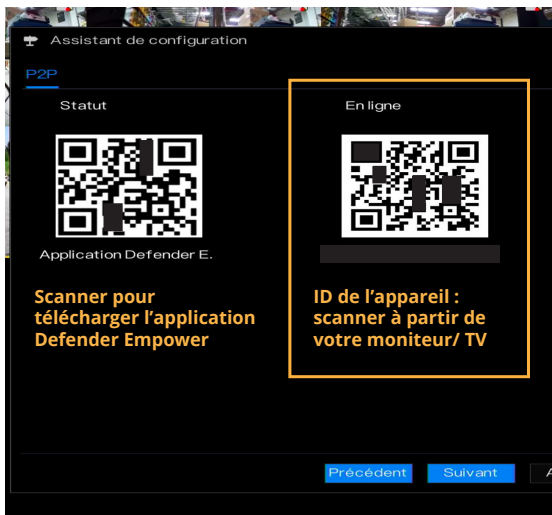 Assistant de configuration
P2P
Statut
En ligne
Application Defender E.
Scanner pour
télécharger l’application
Defender Empower
ID de l’appareil :
scanner à partir de
votre moniteur/ TV
Précédent
Suivant